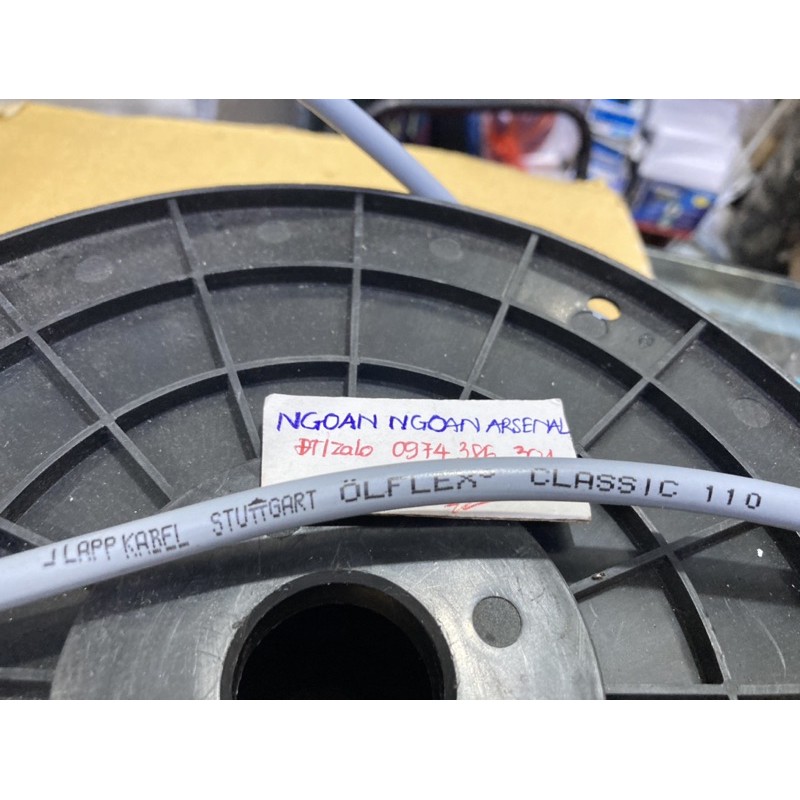 NGOAN NGOAN ARSENAL
ĐT/Zalo 0974 386 301
LAPP KABEL STUTTGART ÖLFLEX® CLASSIC 110